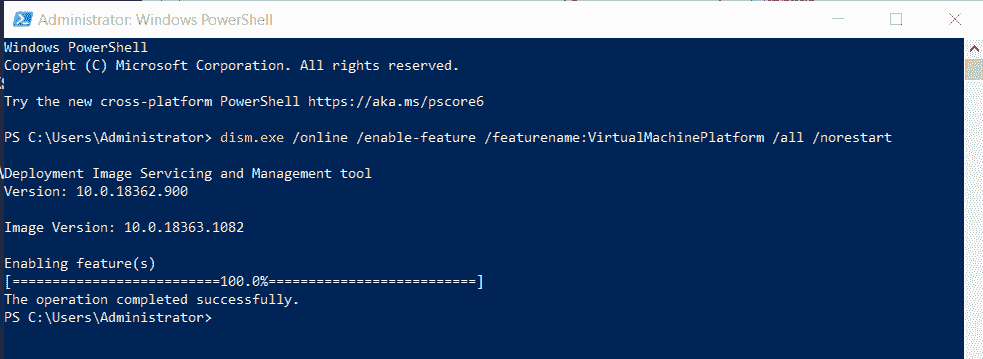 Administrator: Windows PowerShell
Windows PowerShell
Copyright (C) Microsoft Corporation. All rights reserved.
Try the new cross-platform PowerShell https://aka.ms/pscore6
PS C:\Users\Administrator> dism.exe /online /enable-feature /featurename:VirtualMachinePlatform /all /norestart
Deployment Image Servicing and Management tool
Version: 10.0.18362.900
Image Version: 10.0.18363.1082
Enabling feature(s)
[==========================100.0%==========================]
The operation completed successfully.
PS C:\Users\Administrator>